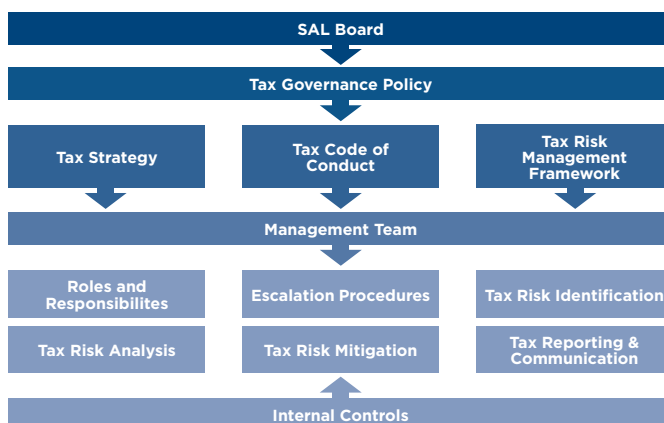 SAL Board
Tax Governance Policy
Tax Strategy
Tax Code of
Conduct
Tax Risk
Management
Framework
Management Team
Roles and
Responsibilites
Escalation Procedures
Tax Risk Identification
Tax Risk Analysis
Tax Risk Mitigation
Tax Reporting &
Communication
Internal Controls